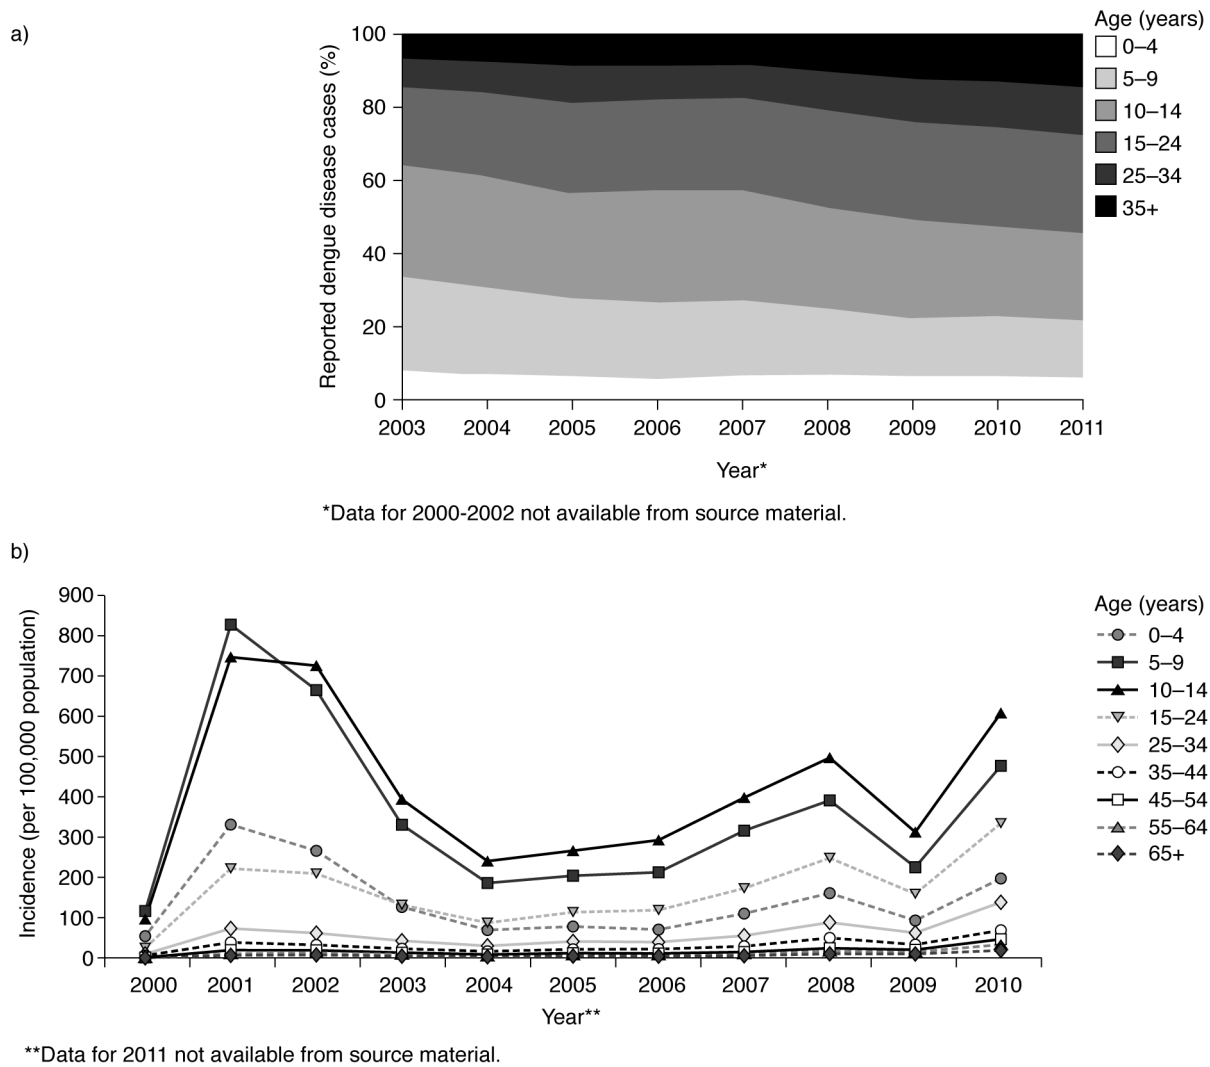 a)
Reported dengue disease cases (%)
100
80
60
40
20
0
2003 2004 2005 2006 2007 2008 2009 2010 2011
Year*
Age (years)
0–4
5–9
10–14
15–24
25–34
35+
*Data for 2000-2002 not available from source material.
b)
Incidence (per 100,000 population)
900
800
700
600
500
400
300
200
100
0
2000 2001 2002 2003 2004 2005 2006 2007 2008 2009 2010
Year**
Age (years)
0–4
5–9
10–14
15–24
25–34
35–44
45–54
55–64
65+
**Data for 2011 not available from source material.